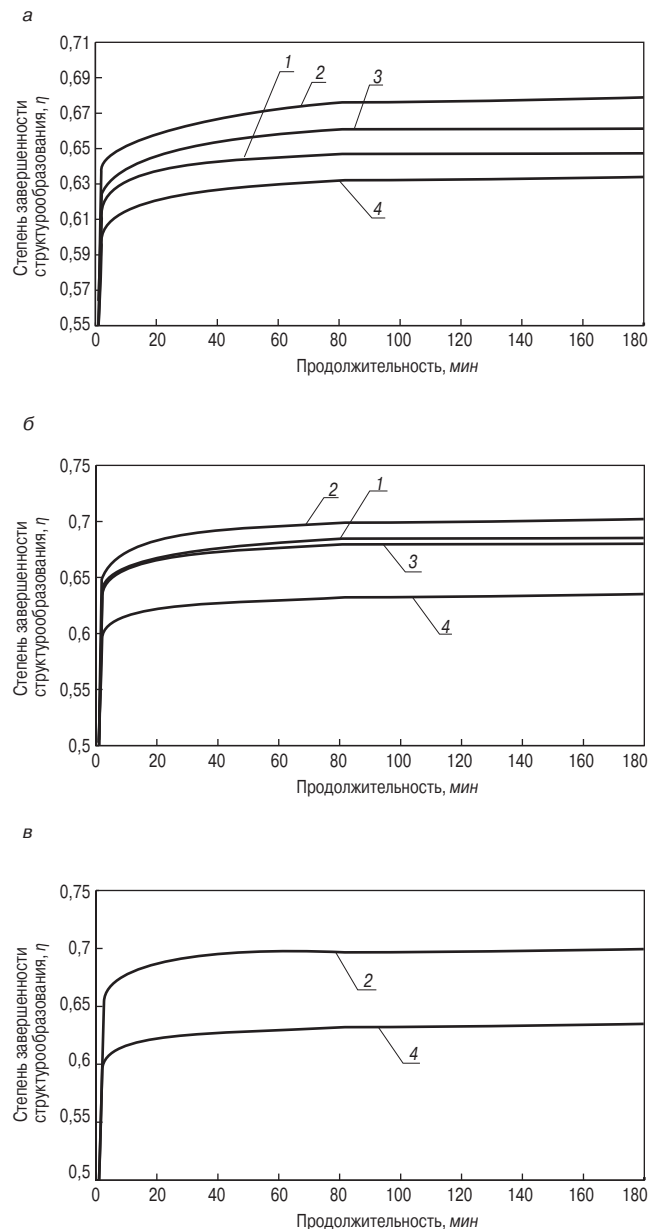 а
0,71
0,69
0,67
0,65
0,63
0,61
0,59
0,57
0,55
Степень завершенности
структурообразования, η
1
2
3
4
0 20 40 60 80 100 120 140 160 180
Продолжительность, мин
б
0,75
0,7
0,65
0,6
0,55
0,5
Степень завершенности
структурообразования, η
2
1
3
4
0 20 40 60 80 100 120 140 160 180
Продолжительность, мин
в
0,75
0,7
0,65
0,6
0,55
0,5
Степень завершенности
структурообразования, η
2
4
0 20 40 60 80 100 120 140 160 180
Продолжительность, мин